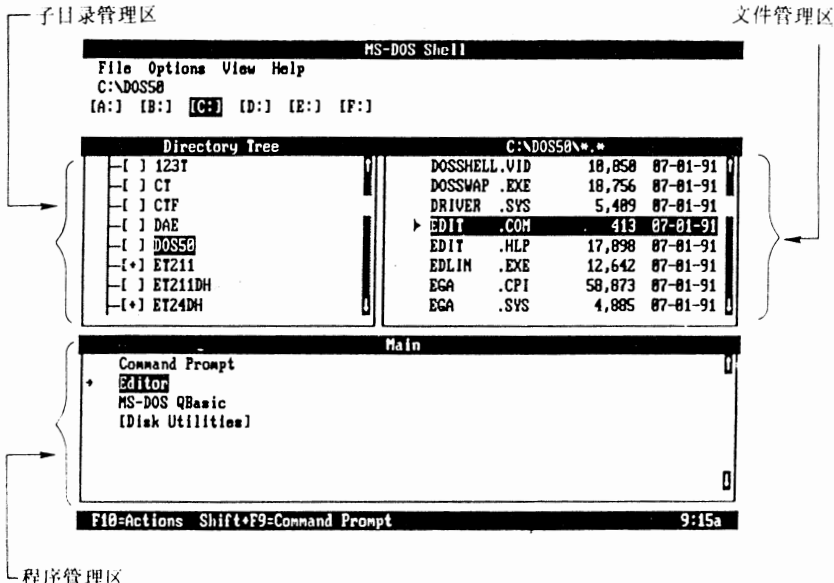 子目录管理区
文件管理区
MS-DOS Shell
File Options View Help
C:\DOS50
[A:] [B:] [C:] [D:] [E:] [F:]
Directory Tree
[ ] 123T
[ ] CT
[ ] CTF
[ ] DAE
[ ] DOS50
[+] ET211
[ ] ET211DH
[+] ET24DH
C:\DOS50\*.*
DOSSHELL.VID 10,850 07-01-91
DOSSWAP .EXE 18,756 07-01-91
DRIVER .SYS 5,409 07-01-91
EDIT .COM 413 07-01-91
EDIT .HLP 17,898 07-01-91
EDLIN .EXE 12,642 07-01-91
EGA .CPI 58,873 07-01-91
EGA .SYS 4,885 07-01-91
Main
Command Prompt
Editor
MS-DOS QBasic
[Disk Utilities]
F10=Actions Shift+F9=Command Prompt 9:15a
程序管理区